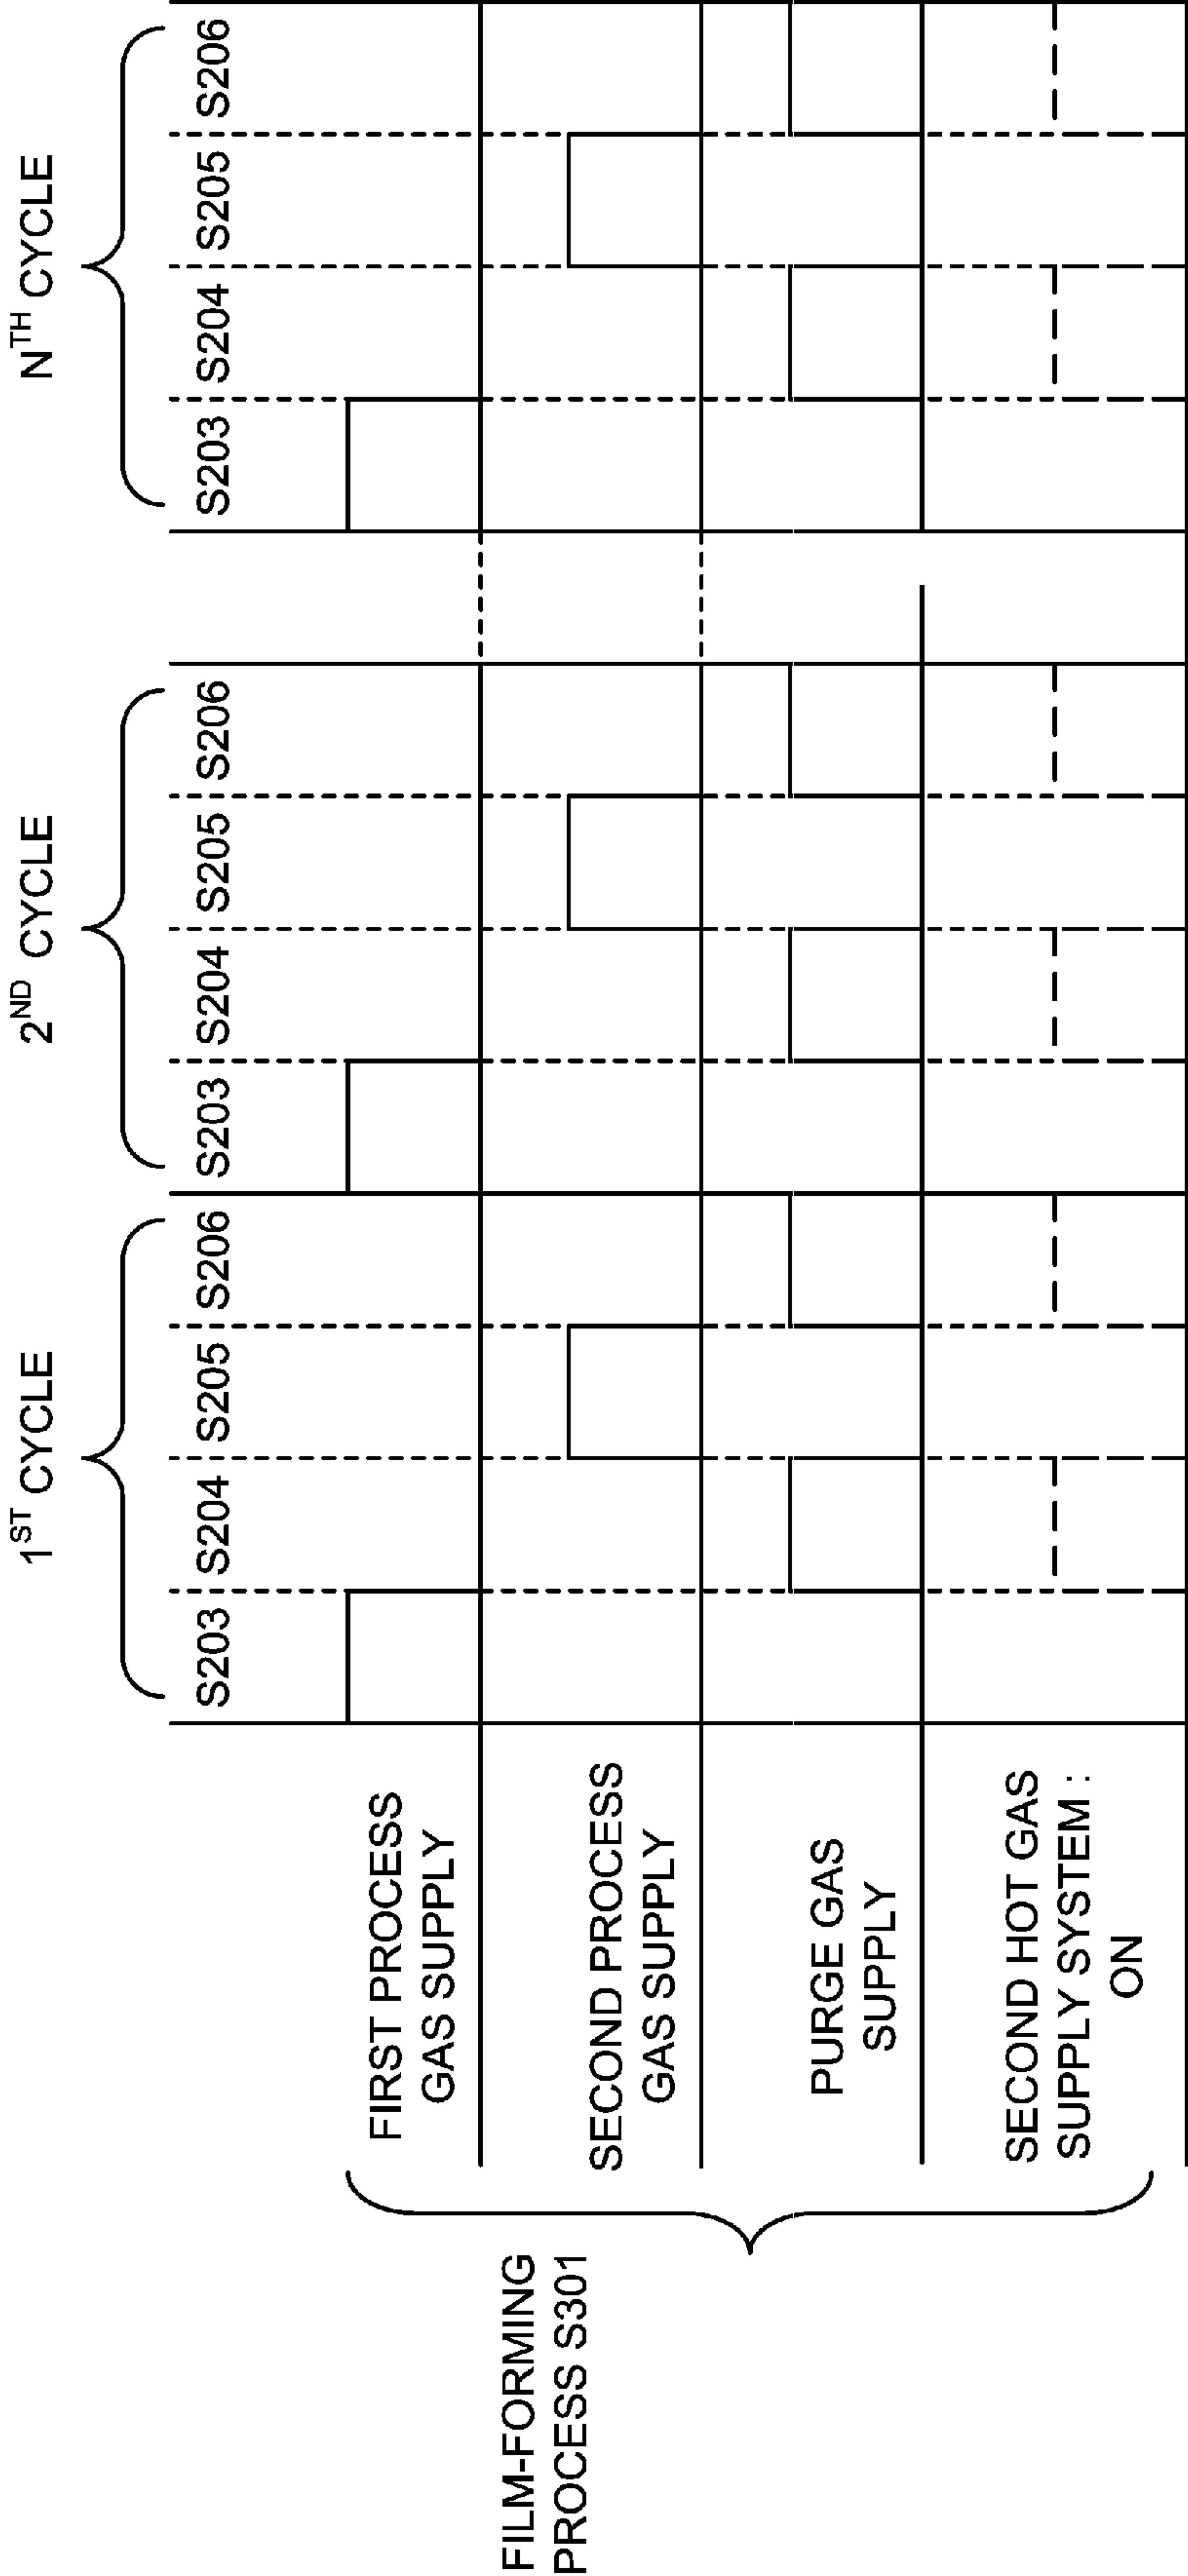 1ST CYCLE
2ND CYCLE
NTH CYCLE
S203 S204 S205 S206 S203 S204 S205 S206 S203 S204 S205 S206
FILM-FORMING
PROCESS S301
FIRST PROCESS
GAS SUPPLY
SECOND PROCESS
GAS SUPPLY
PURGE GAS
SUPPLY
SECOND HOT GAS
SUPPLY SYSTEM :
ON